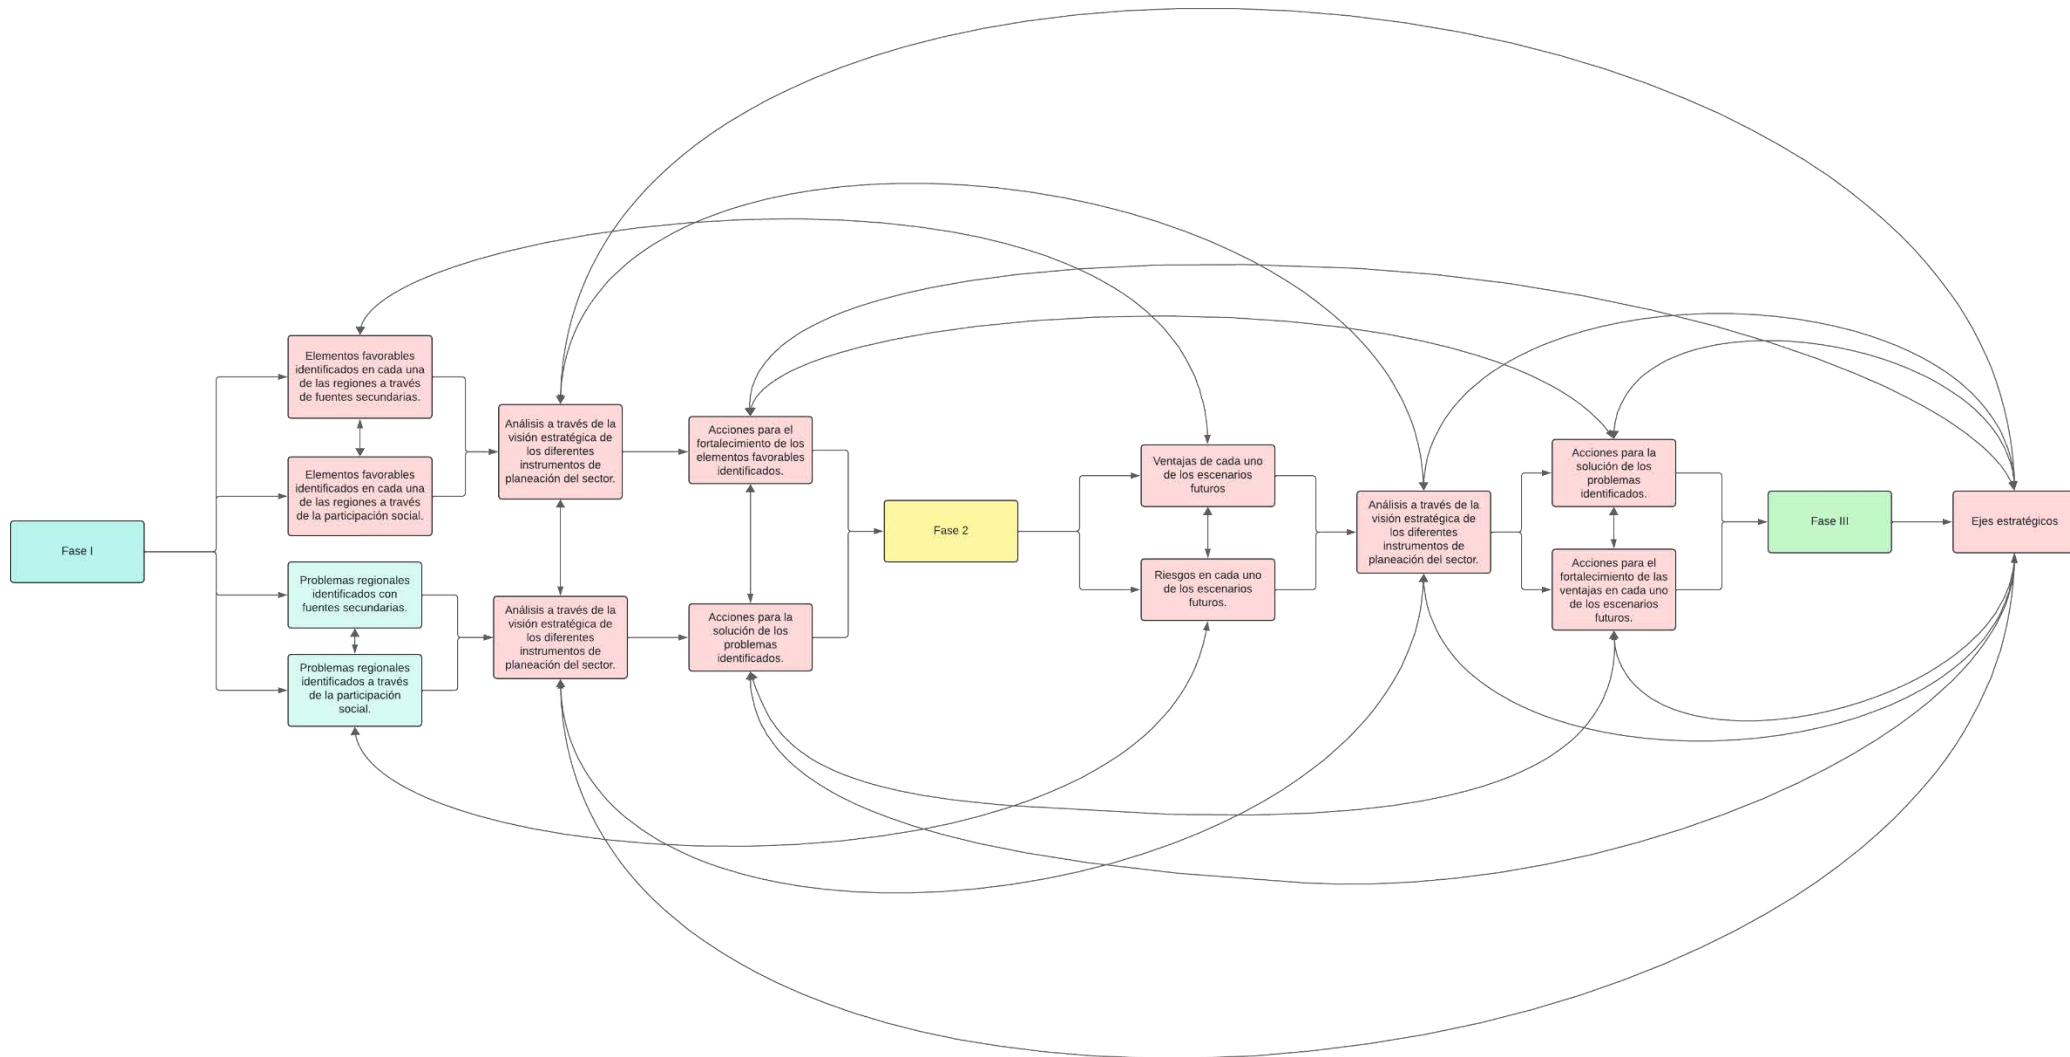 Fase I
Elementos favorables
identificados en cada una
de las regiones a través
de fuentes secundarias.
Elementos favorables
identificados en cada una
de las regiones a través
de la participación social.
Problemas regionales
identificados con
fuentes secundarias.
Problemas regionales
identificados a través
de la participación
social.
Análisis a través de la
visión estratégica de
los diferentes
instrumentos de
planeación del sector.
Análisis a través de la
visión estratégica de
los diferentes
instrumentos de
planeación del sector.
Acciones para el
fortalecimiento de los
elementos favorables
identificados.
Acciones para la
solución de los
problemas
identificados.
Fase 2
Ventajas de cada uno
de los escenarios
futuros
Riesgos en cada uno
de los escenarios
futuros.
Análisis a través de la
visión estratégica de
los diferentes
instrumentos de
planeación del sector.
Acciones para la
solución de los
problemas
identificados.
Acciones para el
fortalecimiento de las
ventajas en cada uno
de los escenarios
futuros.
Fase III
Ejes estratégicos